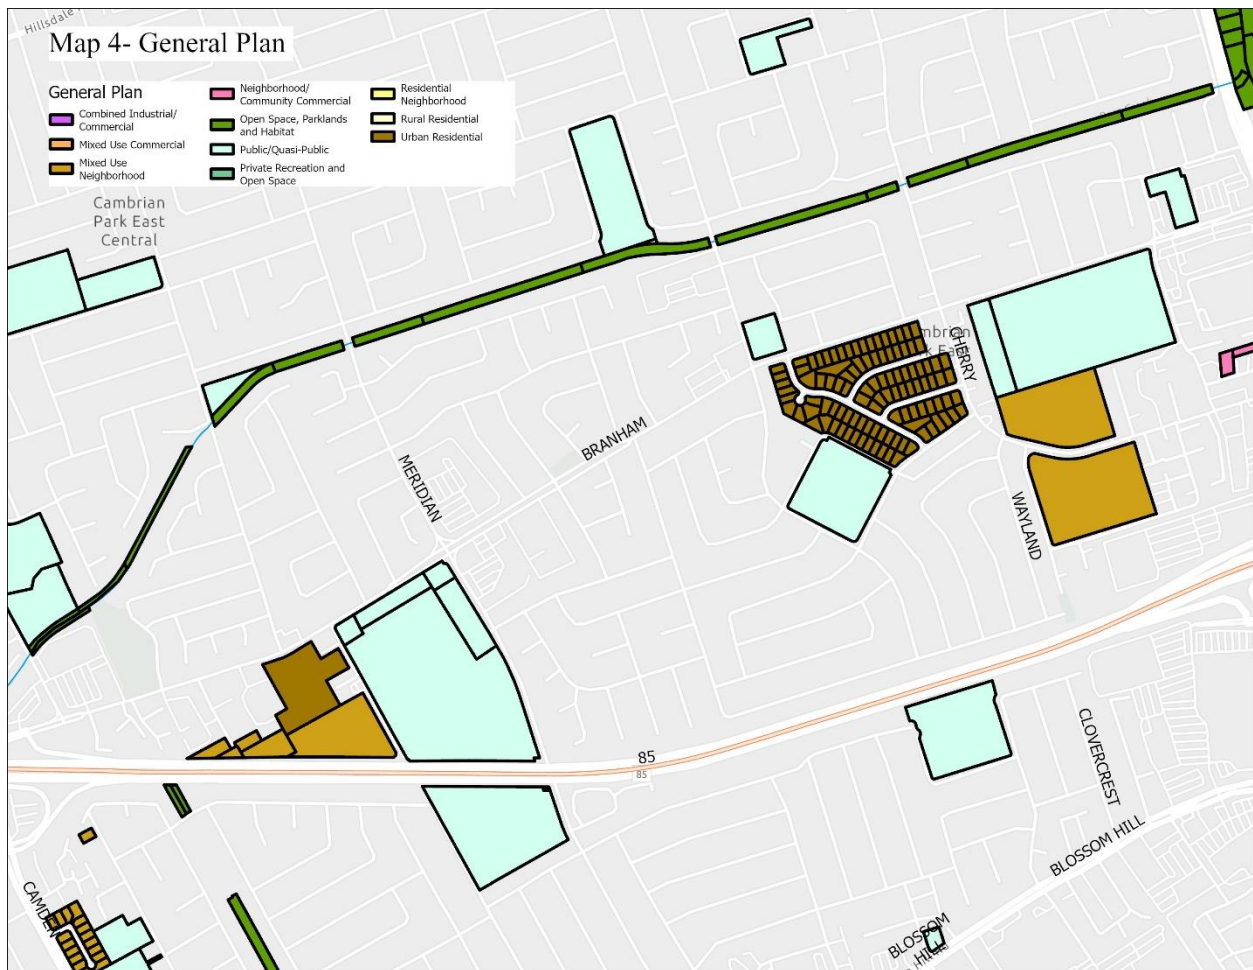 Hillsdale
Map 4- General Plan
General Plan
Combined Industrial/
Commercial
Mixed Use Commercial
Mixed Use
Neighborhood
Neighborhood/
Community Commercial
Open Space, Parklands
and Habitat
Public/Quasi-Public
Private Recreation and
Open Space
Residential
Neighborhood
Rural Residential
Urban Residential
Cambrian
Park East
Central
CHERRY
BRANHAM
MERIDIAN
WAYLAND
85
85
CLOVERCREST
BLOSSOM HILL
CAMDEN
BLOSSOM
HILL